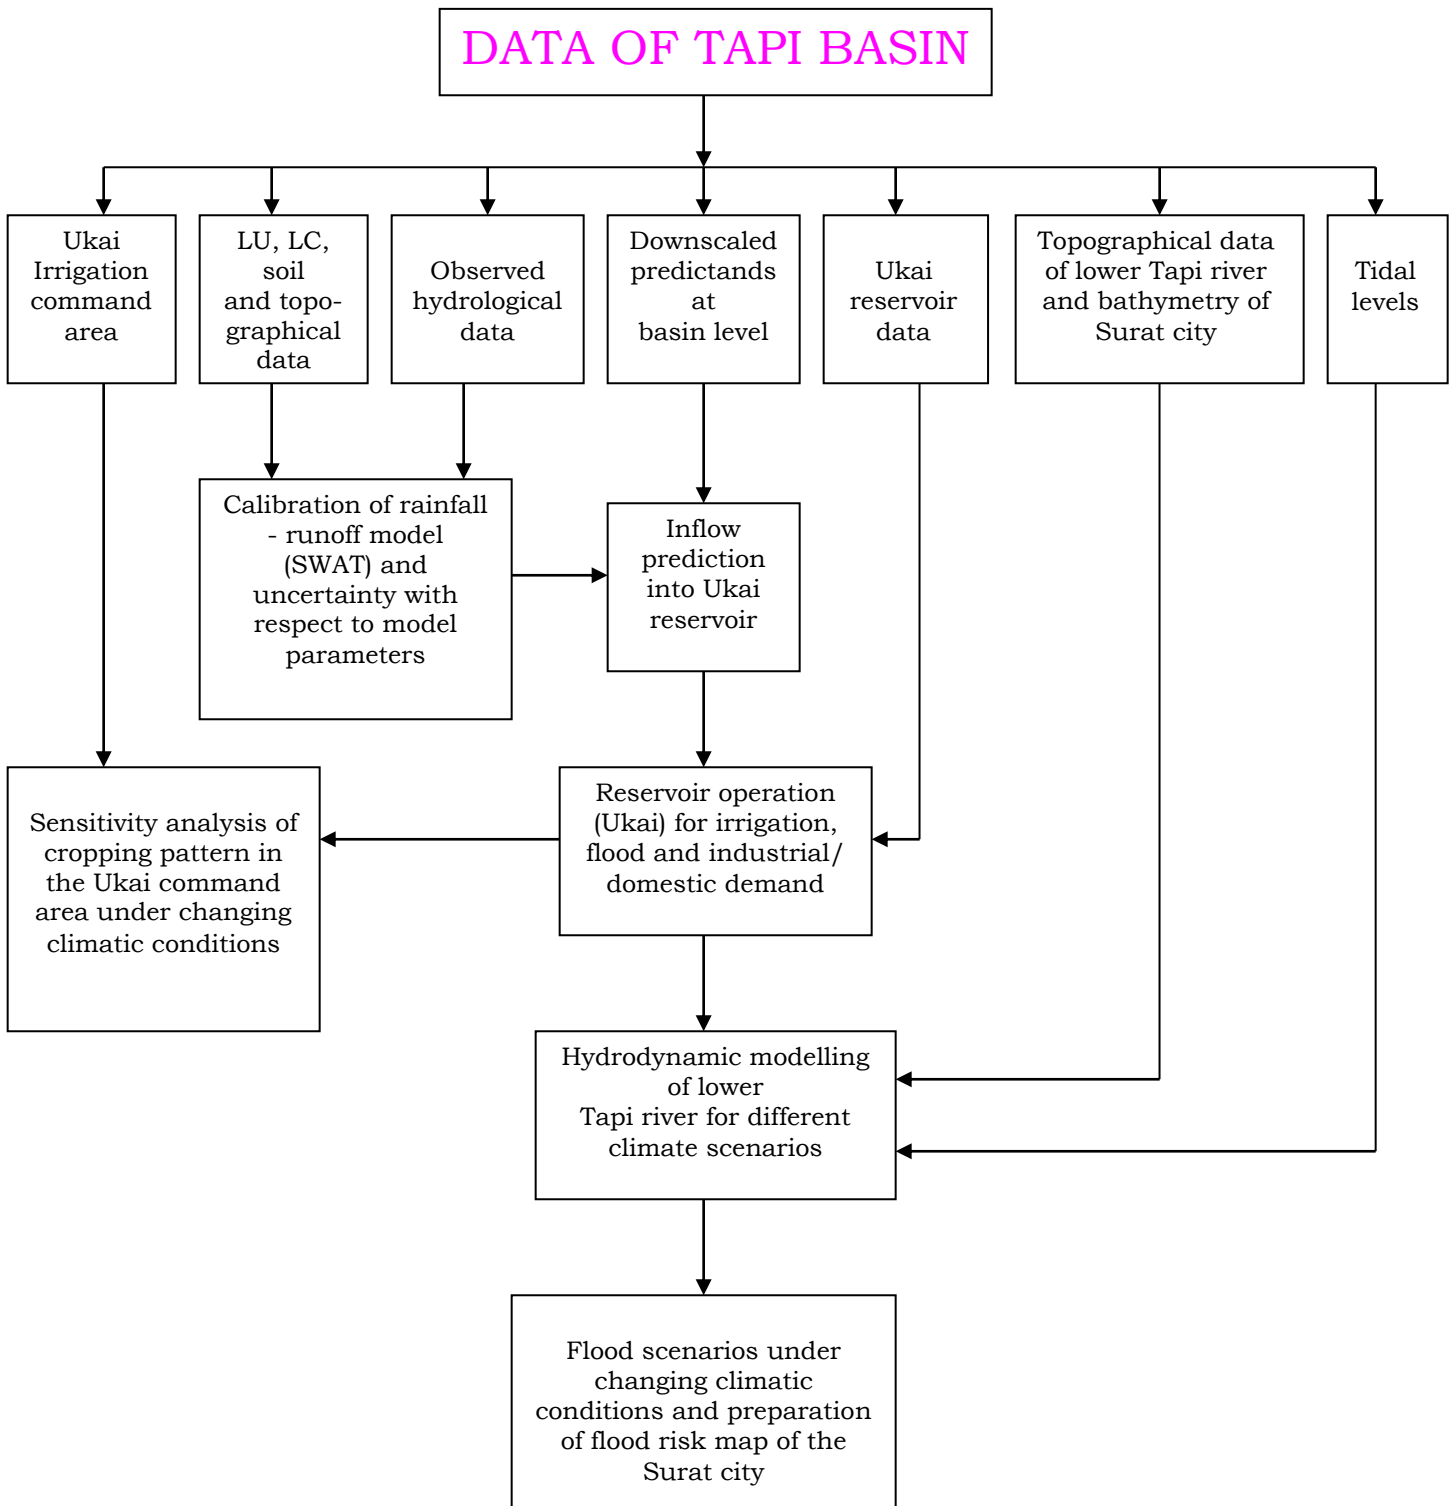 DATA OF TAPI BASIN
Ukai
Irrigation
command
area
LU, LC,
soil
and topo-
graphical
data
Observed
hydrological
data
Downscaled
predictands
at
basin level
Ukai
reservoir
data
Topographical data
of lower Tapi river
and bathymetry of
Surat city
Tidal
levels
Calibration of rainfall
- runoff model
(SWAT) and
uncertainty with
respect to model
parameters
Inflow
prediction
into Ukai
reservoir
Sensitivity analysis of
cropping pattern in
the Ukai command
area under changing
climatic conditions
Reservoir operation
(Ukai) for irrigation,
flood and industrial/
domestic demand
Hydrodynamic modelling
of lower
Tapi river for different
climate scenarios
Flood scenarios under
changing climatic
conditions and preparation
of flood risk map of the
Surat city